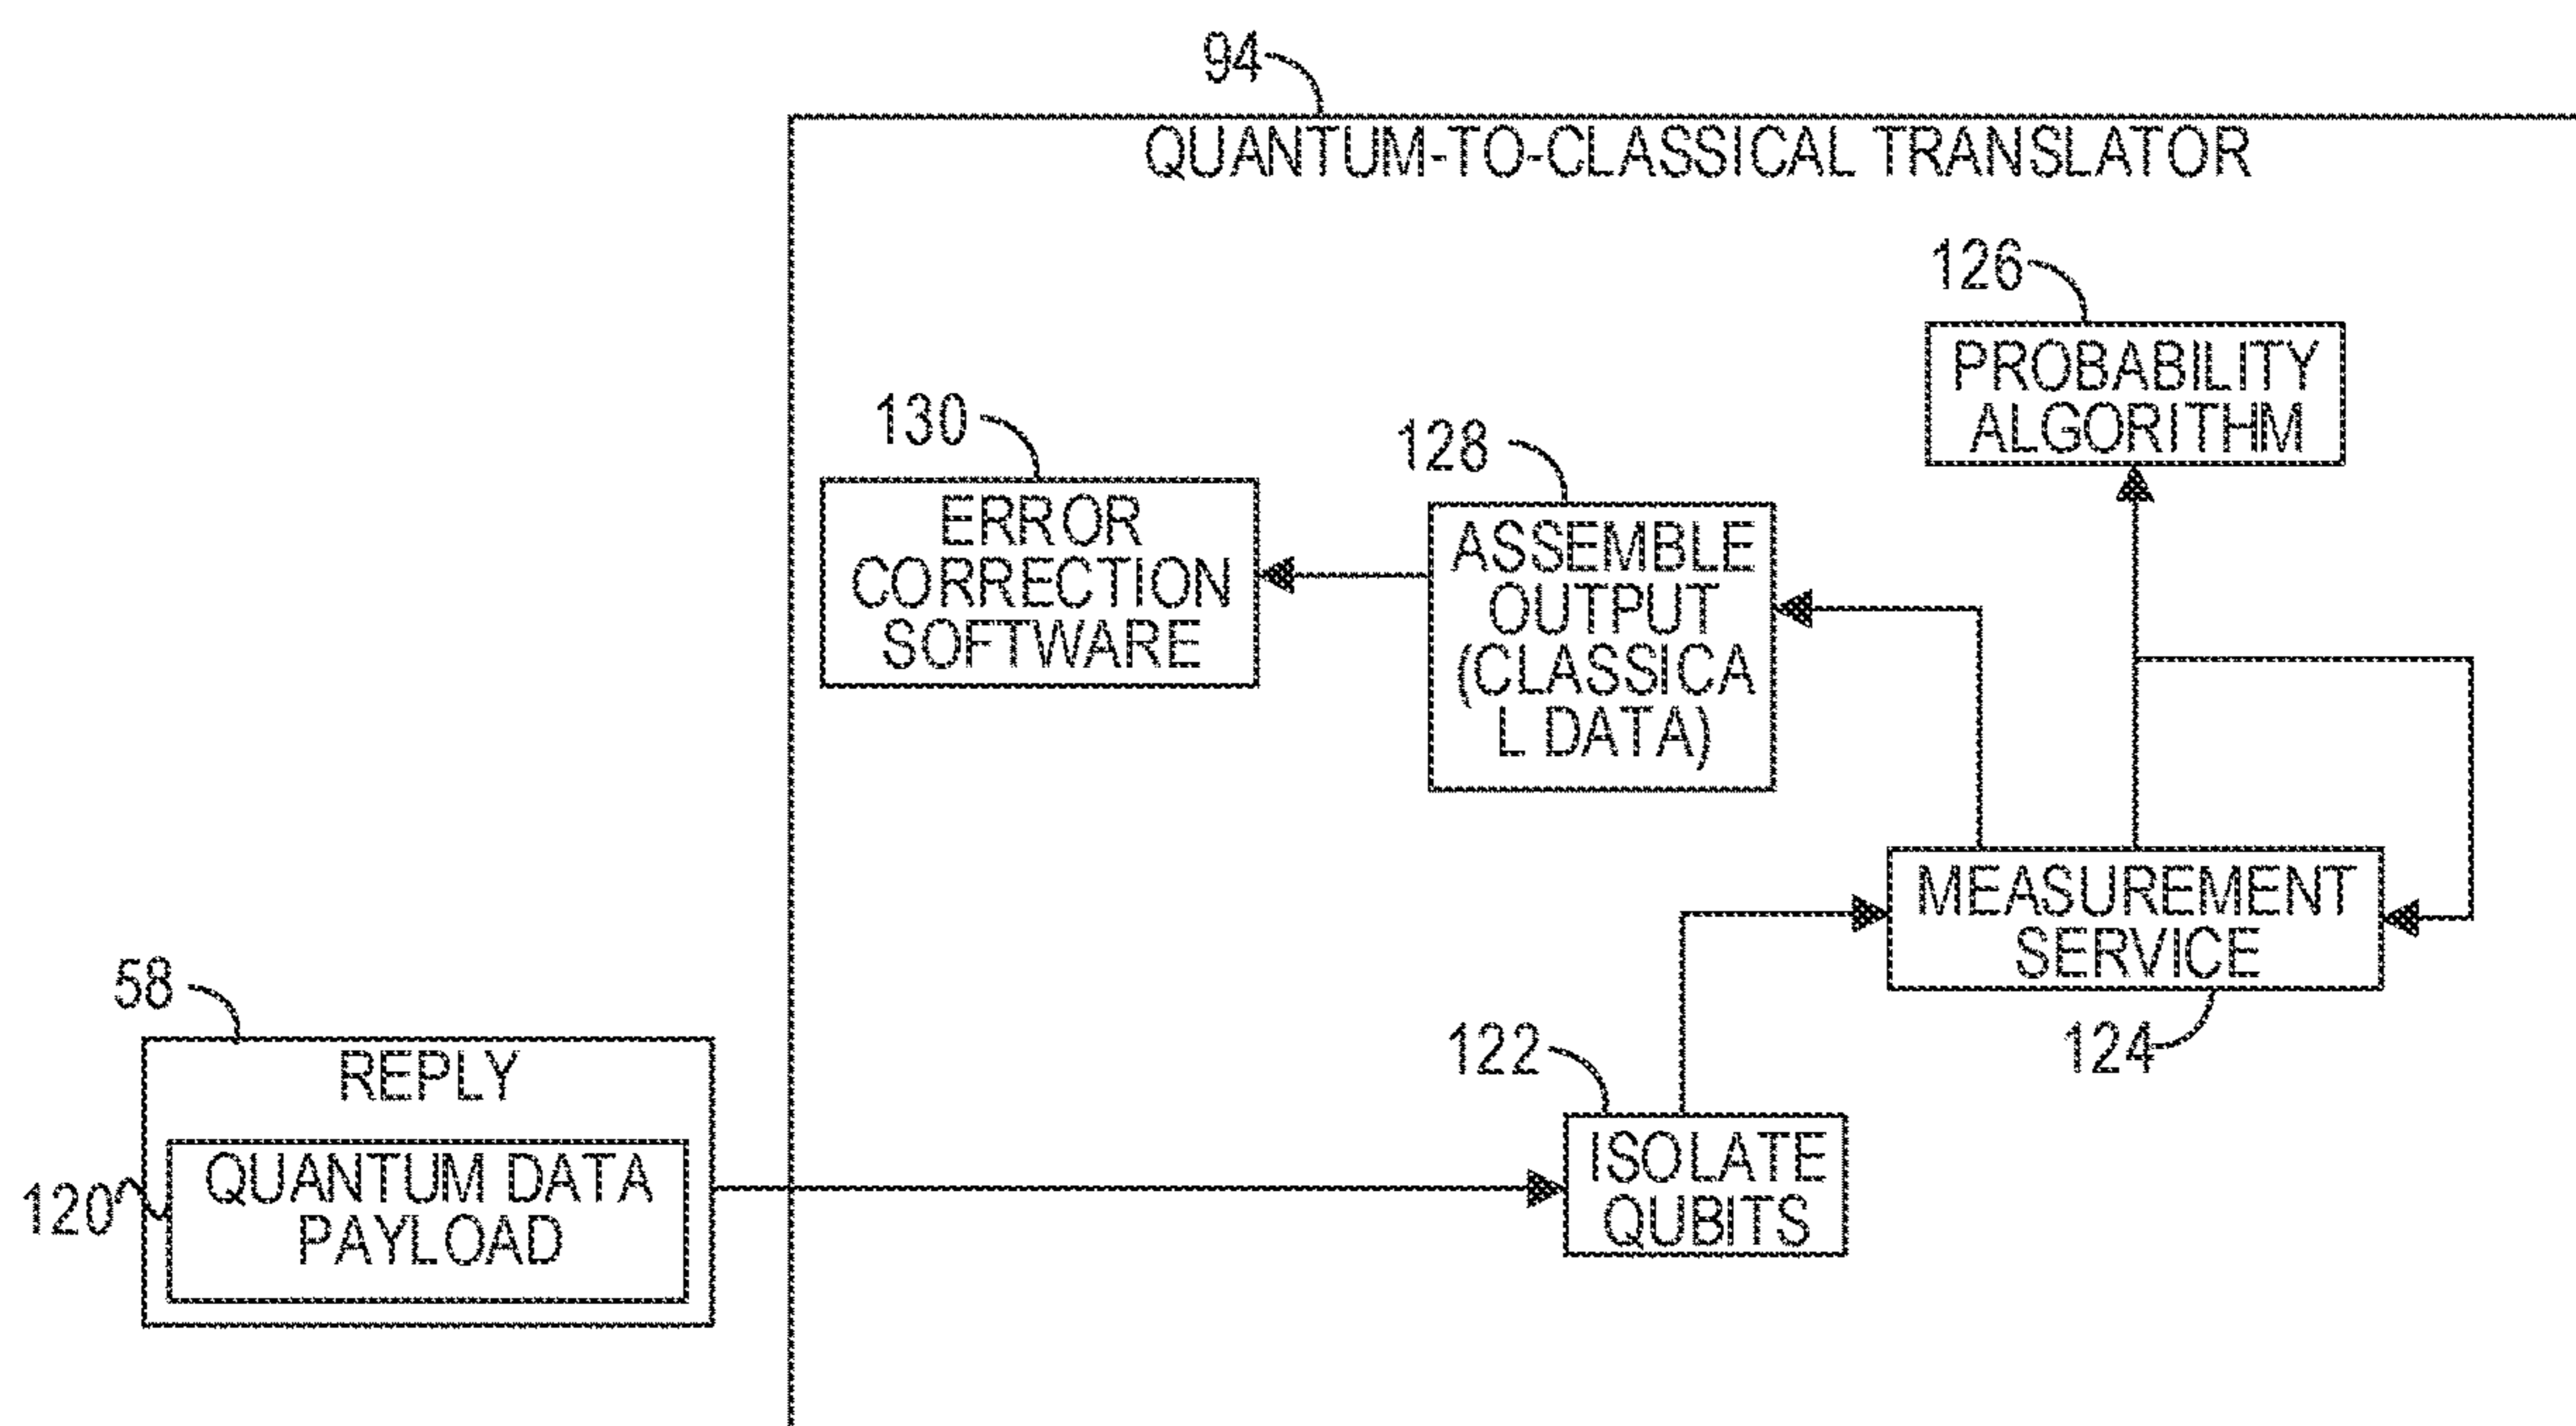 94
QUANTUM-TO-CLASSICAL TRANSLATOR
126
PROBABILITY
ALGORITHM
130
ERROR
CORRECTION
SOFTWARE
128
ASSEMBLE
OUTPUT
(CLASSICA
L DATA)
MEASUREMENT
SERVICE
124
58
REPLY
120
QUANTUM DATA
PAYLOAD
122
ISOLATE
QUBITS